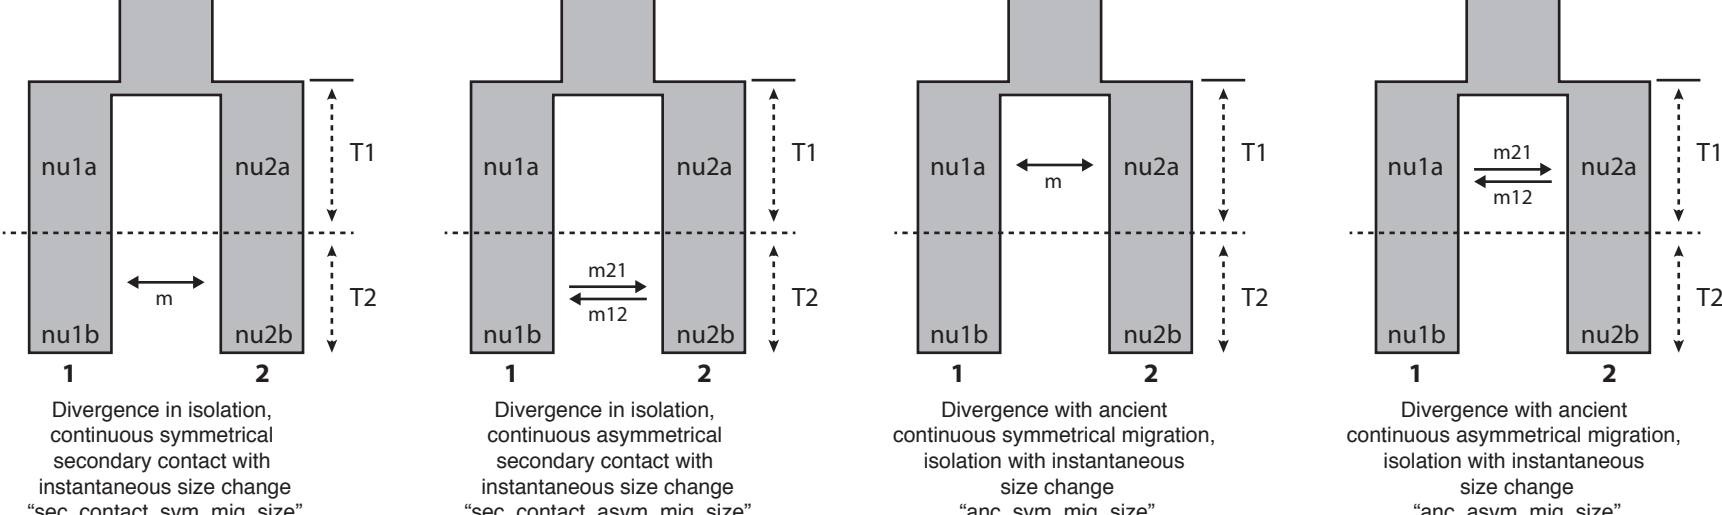 nu1a nu2a T1
m
nu1b nu2b T2
1 2
Divergence in isolation,
continuous symmetrical
secondary contact with
instantaneous size change
“sec_contact_sym_mig_size”
nu1a nu2a T1
m21
m12
nu1b nu2b T2
1 2
Divergence in isolation,
continuous asymmetrical
secondary contact with
instantaneous size change
“sec_contact_asym_mig_size”
nu1a nu2a T1
m
nu1b nu2b T2
1 2
Divergence with ancient
continuous symmetrical migration,
isolation with instantaneous
size change
“anc_sym_mig_size”
nu1a nu2a T1
m21
m12
nu1b nu2b T2
1 2
Divergence with ancient
continuous asymmetrical migration,
isolation with instantaneous
size change
“anc_asym_mig_size”